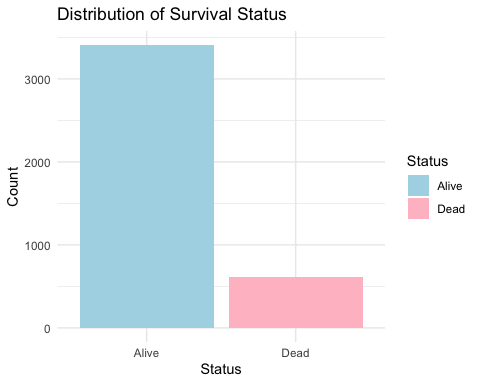 Distribution of Survival Status
Count
3000
2000
1000
0
Alive
Dead
Status
Status
Alive
Dead